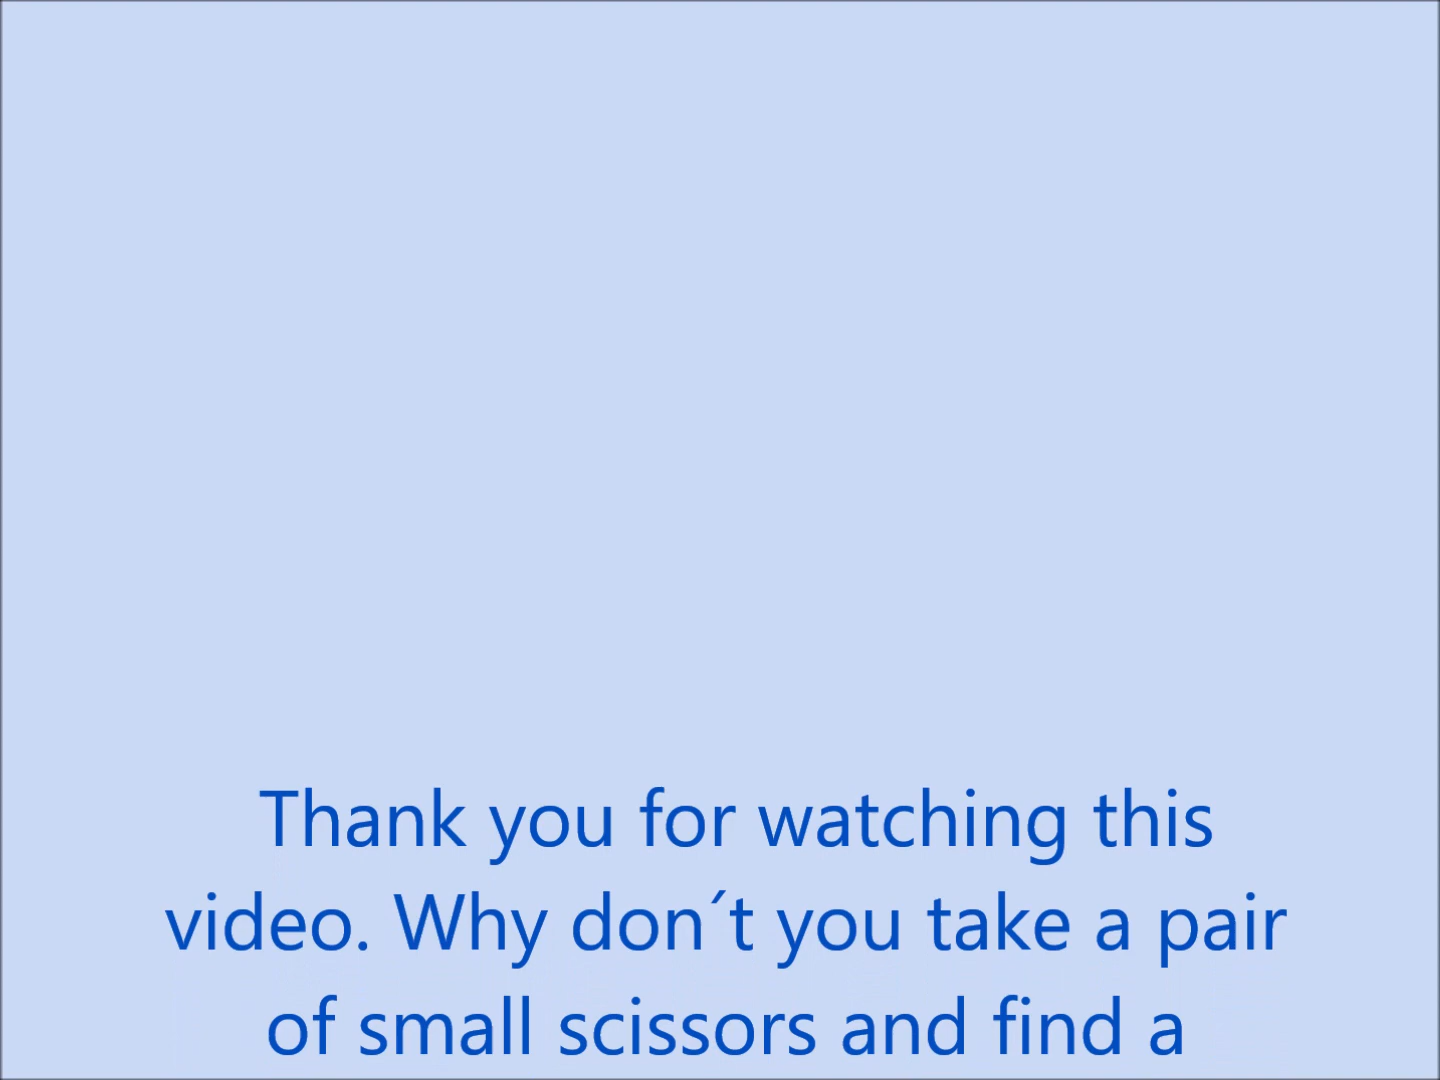 Thank you for watching this
video. Why don´t you take a pair
of small scissors and find a